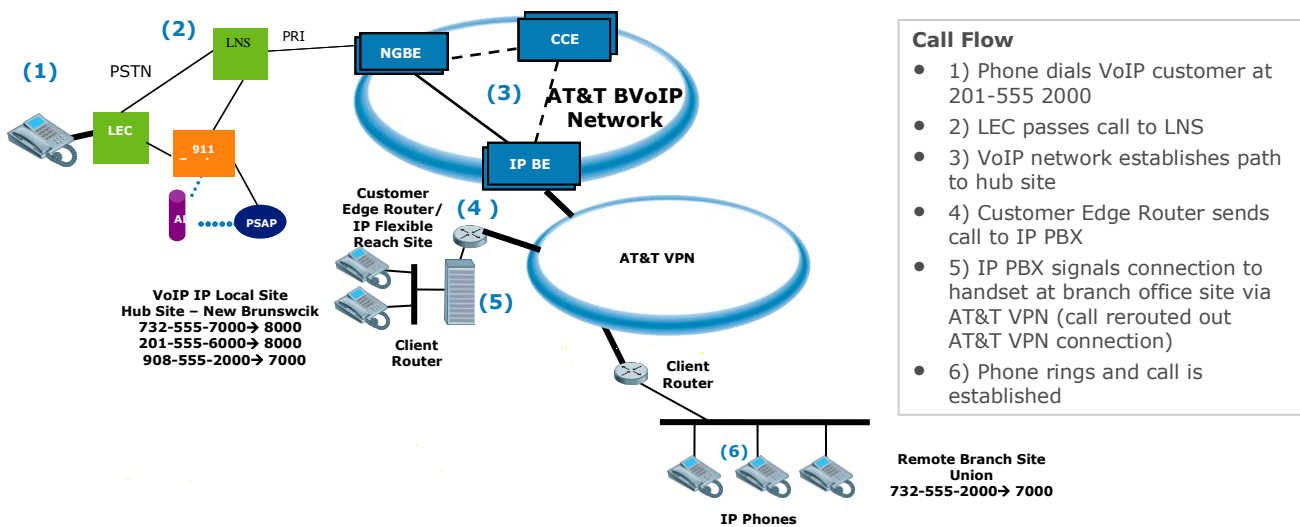 (1)
(2)
LNS
PRI
PSTN
LEC
911
PSAP
NGBE
CCE
(3)
AT&T BVoIP
Network
IP BE
Customer
Edge Router/
IP Flexible
Reach Site
(4 )
AT&T VPN
(5)
Client
Router
VoIP IP Local Site
Hub Site – New Brunswcik
732-555-7000→ 8000
201-555-6000→ 8000
908-555-2000→ 7000
Client
Router
(6)
IP Phones
Remote Branch Site
Union
732-555-2000→ 7000
Call Flow
• 1) Phone dials VoIP customer at
201-555 2000
• 2) LEC passes call to LNS
• 3) VoIP network establishes path
to hub site
• 4) Customer Edge Router sends
call to IP PBX
• 5) IP PBX signals connection to
handset at branch office site via
AT&T VPN (call rerouted out
AT&T VPN connection)
• 6) Phone rings and call is
established